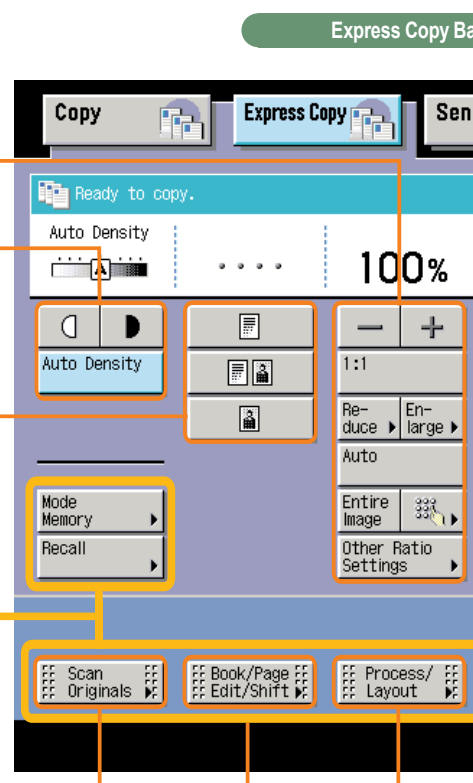 Express Copy Ba
Copy
Express Copy
Sen
Ready to copy.
Auto Density
A
100%
Auto Density
1:1
Re-
duce
En-
large
Auto
Mode
Memory
Entire
Image
Recall
Other Ratio
Settings
Scan
Originals
Book/Page
Edit/Shift
Process/
Layout